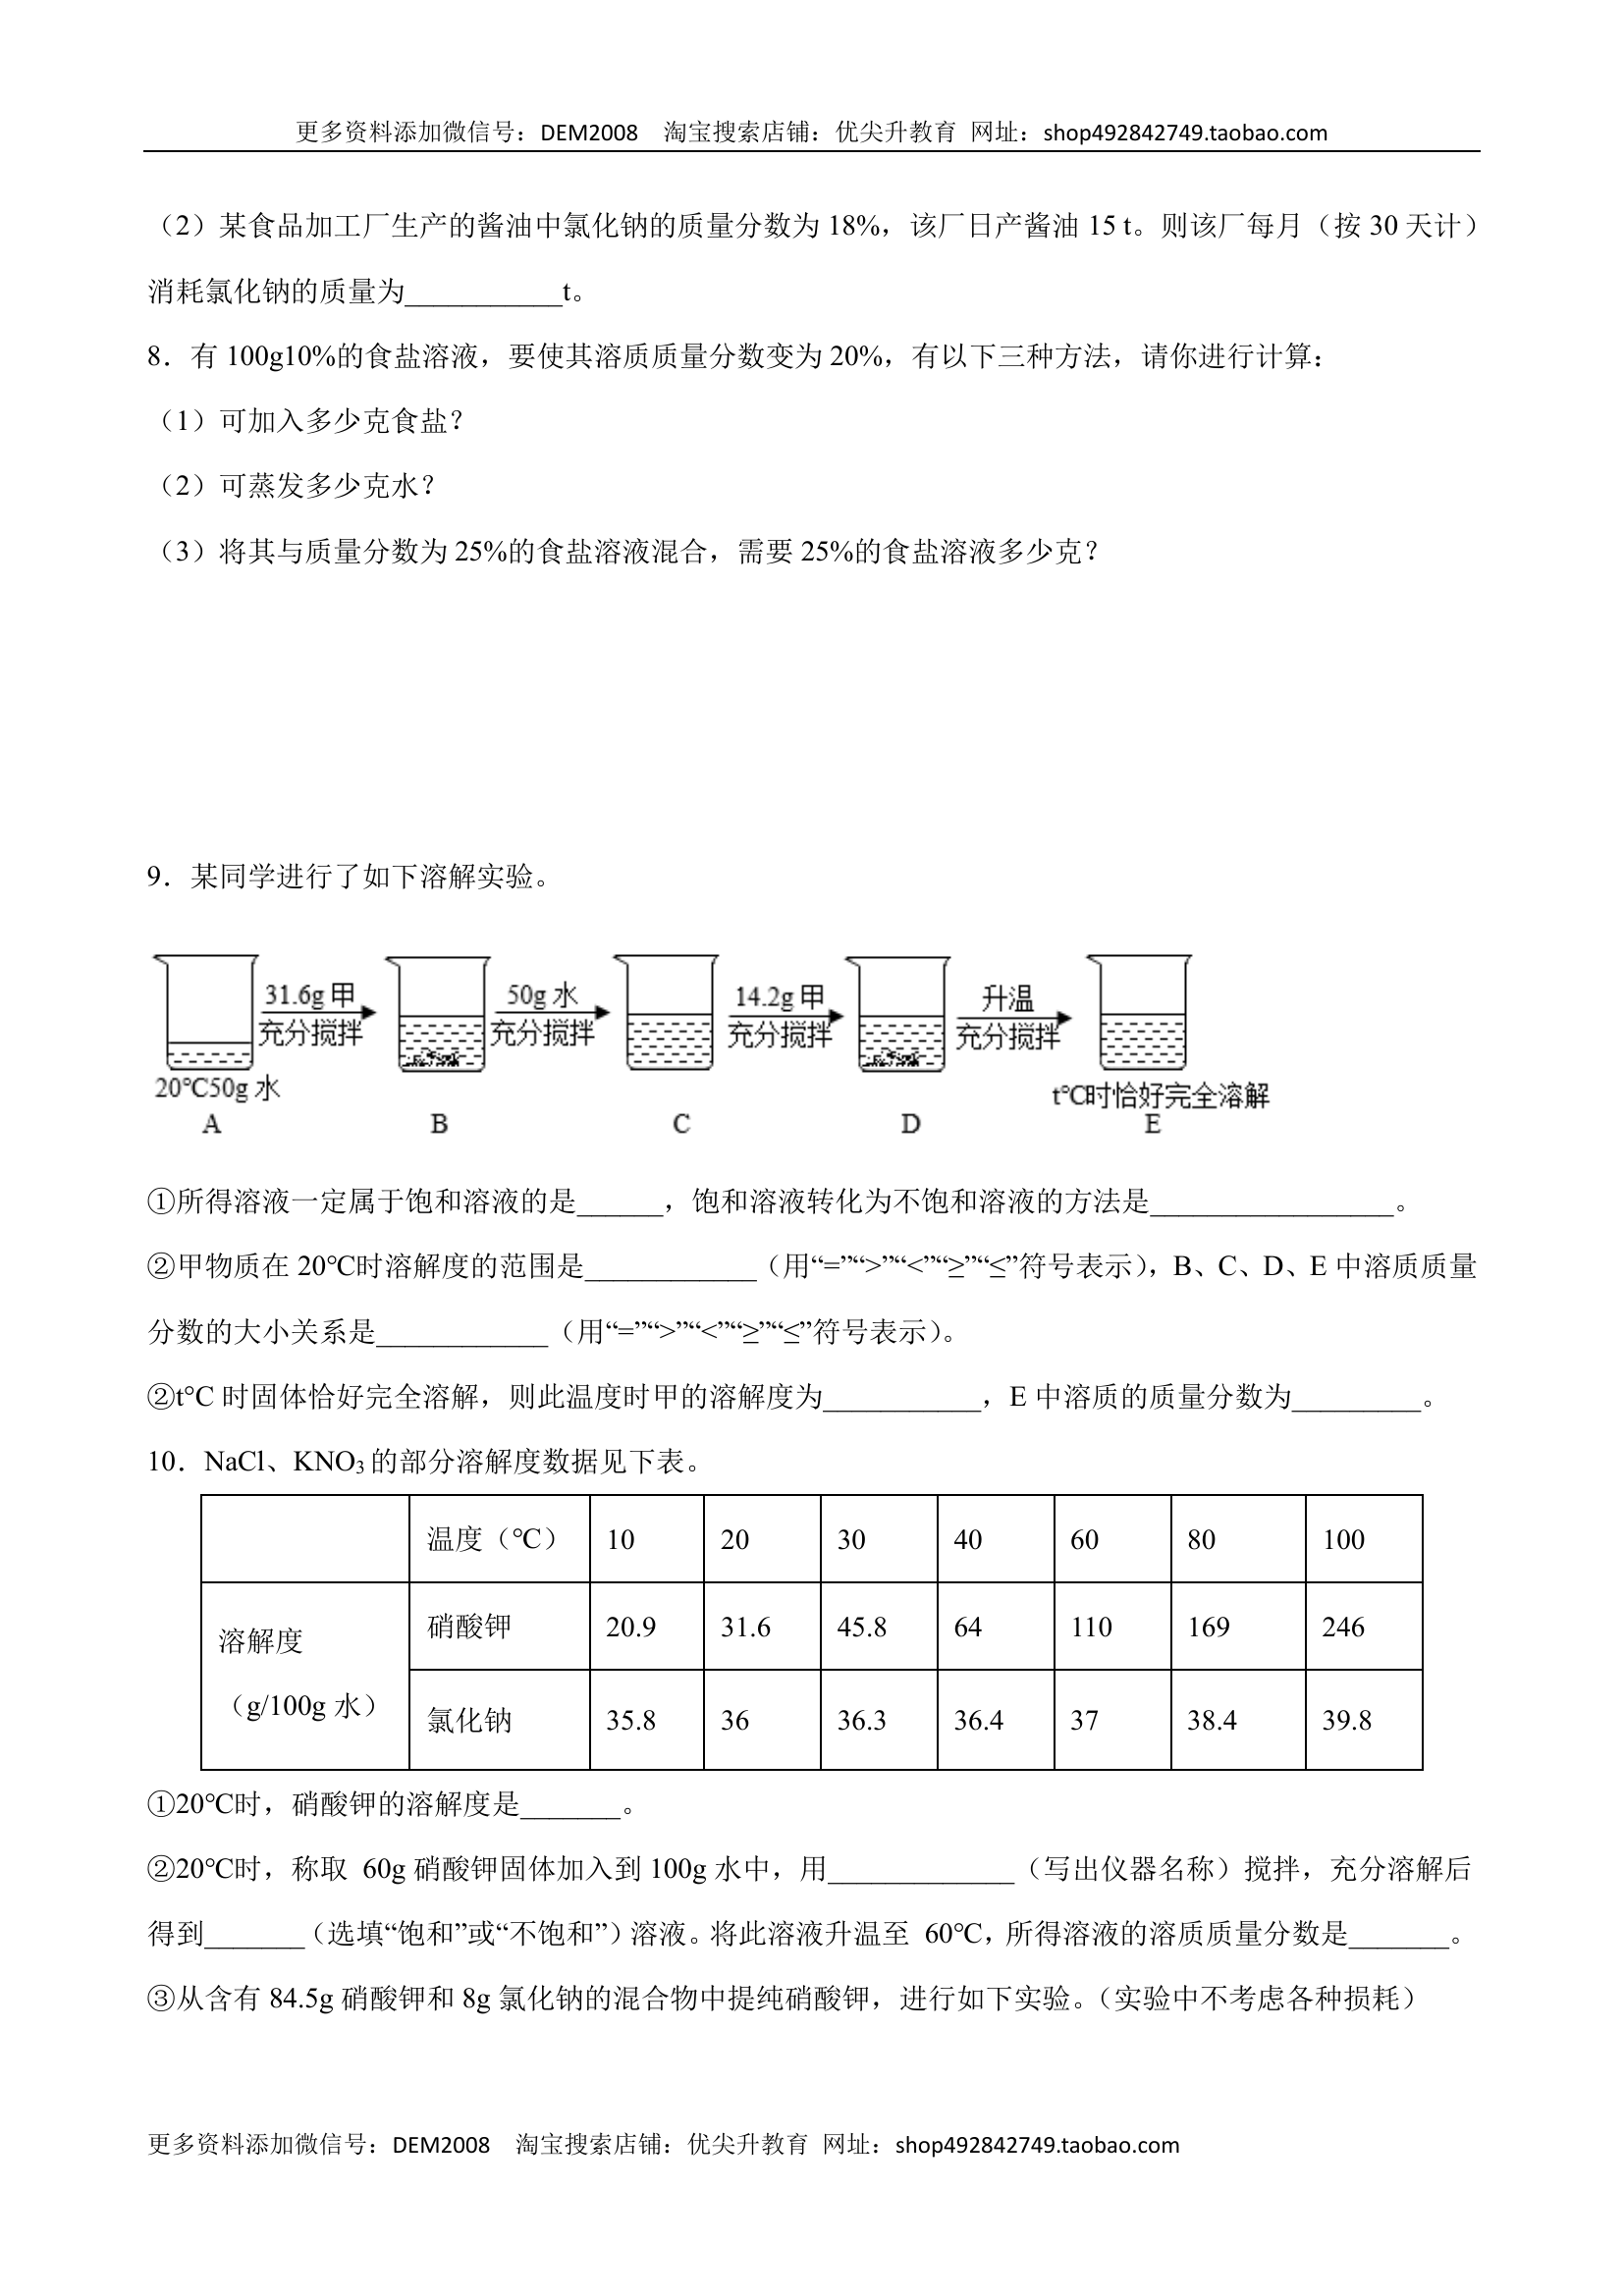 更多资料添加微信号：DEM2008 淘宝搜索店铺：优尖升教育 网址：shop492842749.taobao.com
（2）某食品加工厂生产的酱油中氯化钠的质量分数为 18%，该厂日产酱油 15 t。则该厂每月（按 30 天计）
消耗氯化钠的质量为___________t。
8．有 100g10%的食盐溶液，要使其溶质质量分数变为 20%，有以下三种方法，请你进行计算：
（1）可加入多少克食盐？
（2）可蒸发多少克水？
（3）将其与质量分数为 25%的食盐溶液混合，需要 25%的食盐溶液多少克？
9．某同学进行了如下溶解实验。
31.6g 甲 50g 水 14.2g 甲 升温
充分搅拌 充分搅拌 充分搅拌 充分搅拌
20℃50g 水 t℃时恰好完全溶解
A B C D E
①所得溶液一定属于饱和溶液的是______，饱和溶液转化为不饱和溶液的方法是_________________。
②甲物质在 20℃时溶解度的范围是____________（用“=”“>”“<”“≥”“≤”符号表示），B、C、D、E 中溶质质量
分数的大小关系是____________（用“=”“>”“<”“≥”“≤”符号表示）。
②t°C 时固体恰好完全溶解，则此温度时甲的溶解度为___________，E 中溶质的质量分数为_________。
10．NaCl、KNO₃的部分溶解度数据见下表。
温度（℃） 10 20 30 40 60 80 100
溶解度
（g/100g 水）
硝酸钾 20.9 31.6 45.8 64 110 169 246
氯化钠 35.8 36 36.3 36.4 37 38.4 39.8
①20℃时，硝酸钾的溶解度是_______。
②20℃时，称取 60g 硝酸钾固体加入到 100g 水中，用_____________（写出仪器名称）搅拌，充分溶解后
得到_______（选填“饱和”或“不饱和”）溶液。将此溶液升温至 60℃，所得溶液的溶质质量分数是_______。
③从含有 84.5g 硝酸钾和 8g 氯化钠的混合物中提纯硝酸钾，进行如下实验。（实验中不考虑各种损耗）
更多资料添加微信号：DEM2008 淘宝搜索店铺：优尖升教育 网址：shop492842749.taobao.com